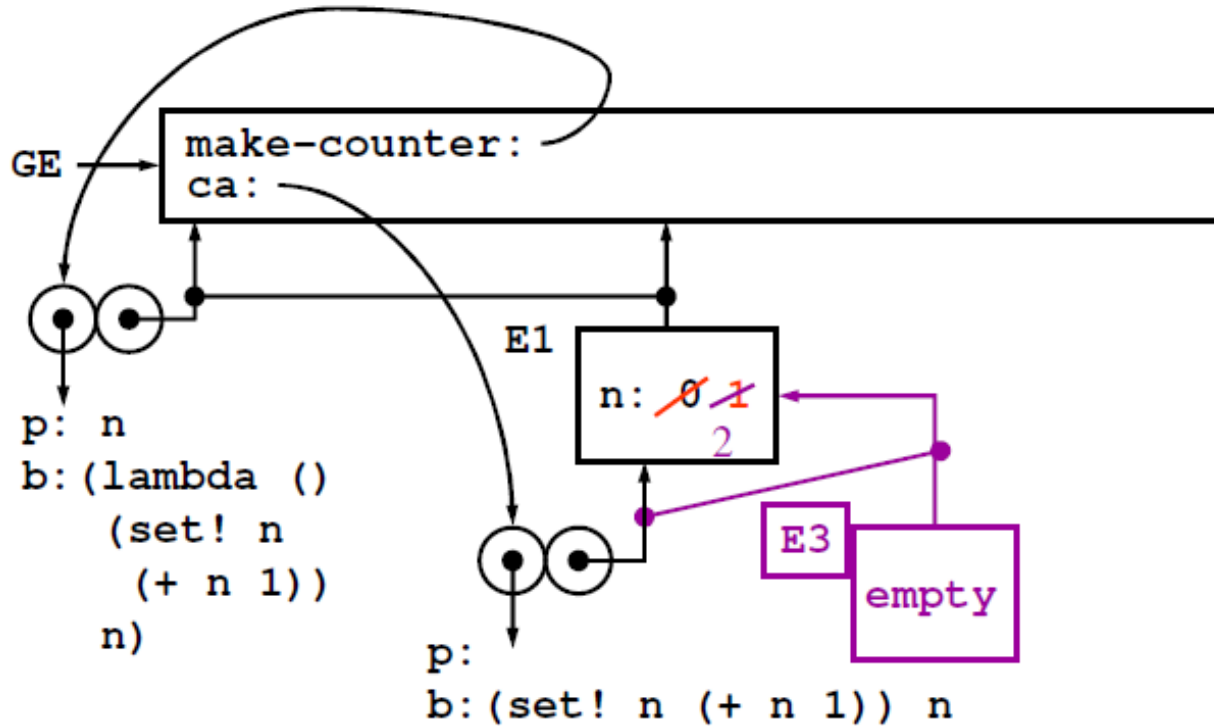 make-counter:
GE
ca:
E1
n: 0 1
2
p: n
b:(lambda ()
(set! n
(+ n 1))
n)
E3
empty
p:
b:(set! n (+ n 1)) n